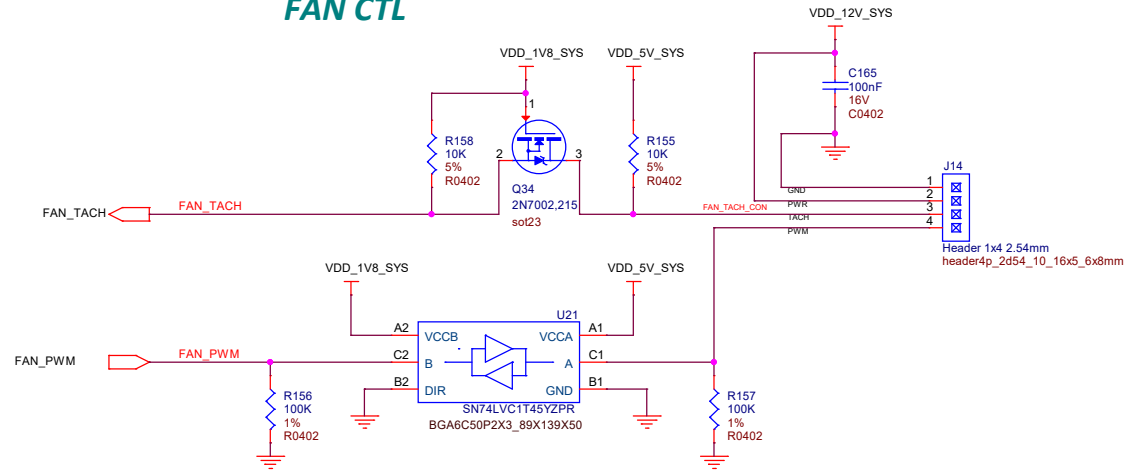 FAN CTL
VDD_12V_SYS
VDD_1V8_SYS
VDD_5V_SYS
C165
100nF
16V
C0402
1
R158
10K
5%
R0402
2
3
R155
10K
5%
R0402
Q34
2N7002,215
sot23
J14
1
GND
2
PWR
FAN_TACH
FAN_TACH
FAN_TACH_CON
3
TACH
4
PWM
Header 1x4 2.54mm
header4p_2d54_10_16x5_6x8mm
VDD_1V8_SYS
VDD_5V_SYS
U21
A2
VCCB
VCCA
A1
FAN_PWM
FAN_PWM
C2
B
A
C1
B2
DIR
GND
B1
SN74LVC1T45YZPR
BGA6C50P2X3_89X139X50
R156
100K
1%
R0402
R157
100K
1%
R0402